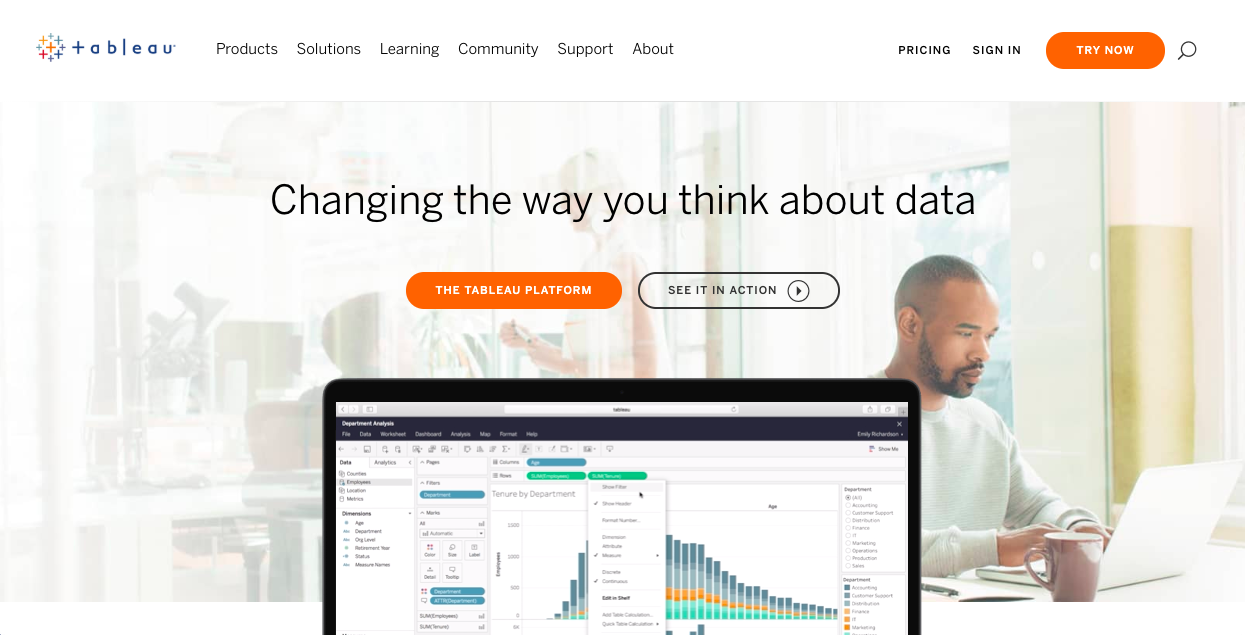 tableau
Products Solutions Learning Community Support About
PRICING SIGN IN TRY NOW
Changing the way you think about data
THE TABLEAU PLATFORM SEE IT IN ACTION
tableau
Department Analysis
File Data Worksheet Dashboard Analysis Map Format Help Emily Richardson
Show Me
Data Analytics
Counties
Employees
Location
Metrics
Dimensions
Age
Department
Org Level
Retirement Year
Status
Measure Names
Pages
Filters
Department
Marks
All
Automatic
Color Size Label
Detail Tooltip
Department
ATTR(Department)
SUM(Employees)
SUM(Tenure)
Columns Age
Rows SUM(Employees) SUM(Tenure)
Tenure by Department
Age
Employees
1500
1000
500
0
6K
Show Filter
Show Header
Format Number...
Dimension
Attribute
Measure
Discrete
Continuous
Edit in Shelf
Add Table Calculation...
Quick Table Calculation
Department
(All)
Accounting
Customer Support
Distribution
Finance
IT
Marketing
Operations
Production
Sales
Department
Accounting
Customer Support
Distribution
Finance
IT
Marketing
Operations